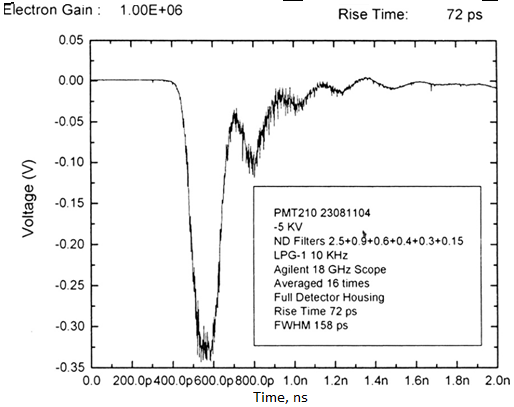 Electron Gain : 1.00E+06
Rise Time: 72 ps
0.05
0.00
-0.05
-0.10
-0.15
-0.20
-0.25
-0.30
-0.35
Voltage (V)
PMT210 23081104
-5 KV
ND Filters 2.5+0.9+0.6+0.4+0.3+0.15
LPG-1 10 KHz
Agilent 18 GHz Scope
Averaged 16 times
Full Detector Housing
Rise Time 72 ps
FWHM 158 ps
0.0 200.0p 400.0p 600.0p 800.0p 1.0n 1.2n 1.4n 1.6n 1.8n 2.0n
Time, ns